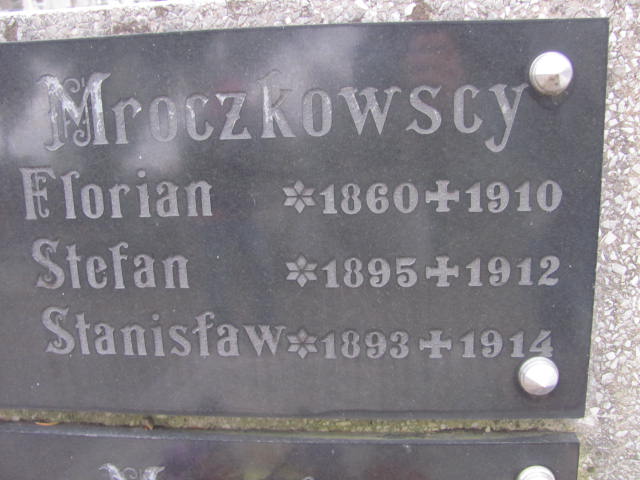 Mroczkowscy
Florian *1860+1910
Stefan *1895+1912
Stanisław *1893+1914